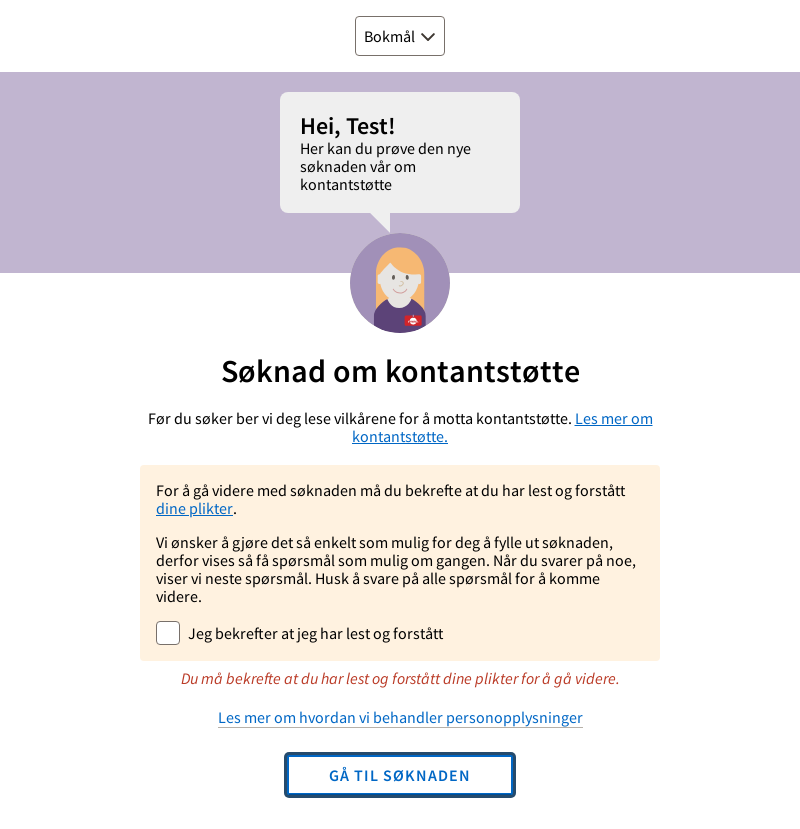 Bokmål
Hei, Test!
Her kan du prøve den nye
søknaden vår om
kontantstøtte
Søknad om kontantstøtte
Før du søker ber vi deg lese vilkårene for å motta kontantstøtte. Les mer om
kontantstøtte.
For å gå videre med søknaden må du bekrefte at du har lest og forstått
dine plikter.
Vi ønsker å gjøre det så enkelt som mulig for deg å fylle ut søknaden,
derfor vises så få spørsmål som mulig om gangen. Når du svarer på noe,
viser vi neste spørsmål. Husk å svare på alle spørsmål for å komme
videre.
Jeg bekrefter at jeg har lest og forstått
Du må bekrefte at du har lest og forstått dine plikter for å gå videre.
Les mer om hvordan vi behandler personopplysninger
GÅ TIL SØKNADEN